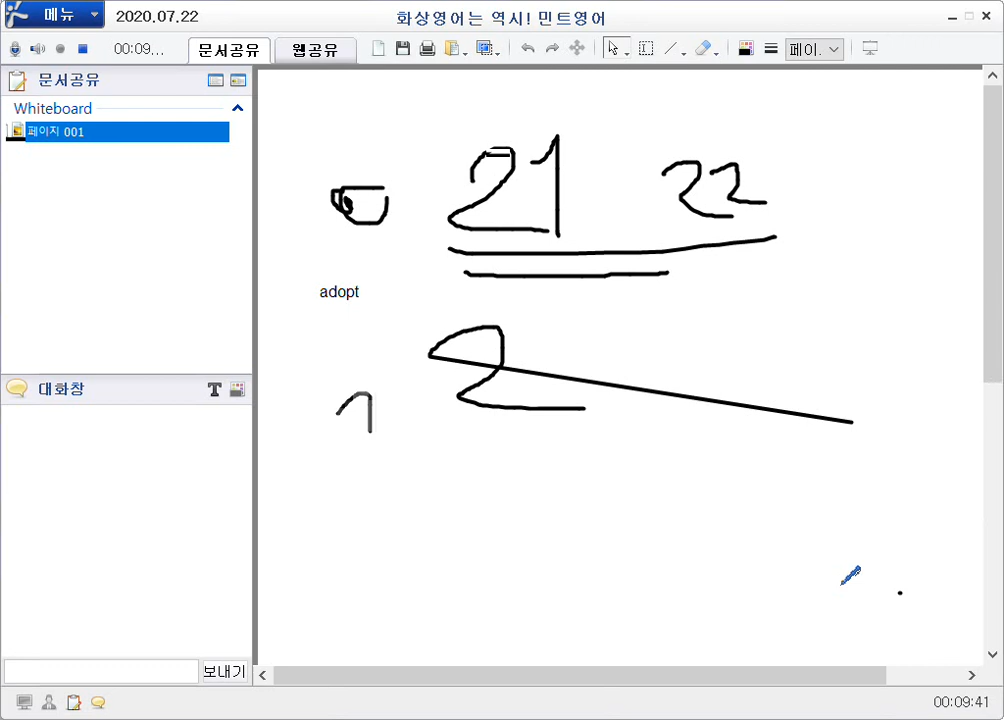 메뉴 2020.07.22 화상영어는 역시! 민트영어
00:09... 문서공유 웹공유 페이.
문서공유
Whiteboard
페이지 001
21 22
adopt
2
1
대화창
보내기
00:09:41